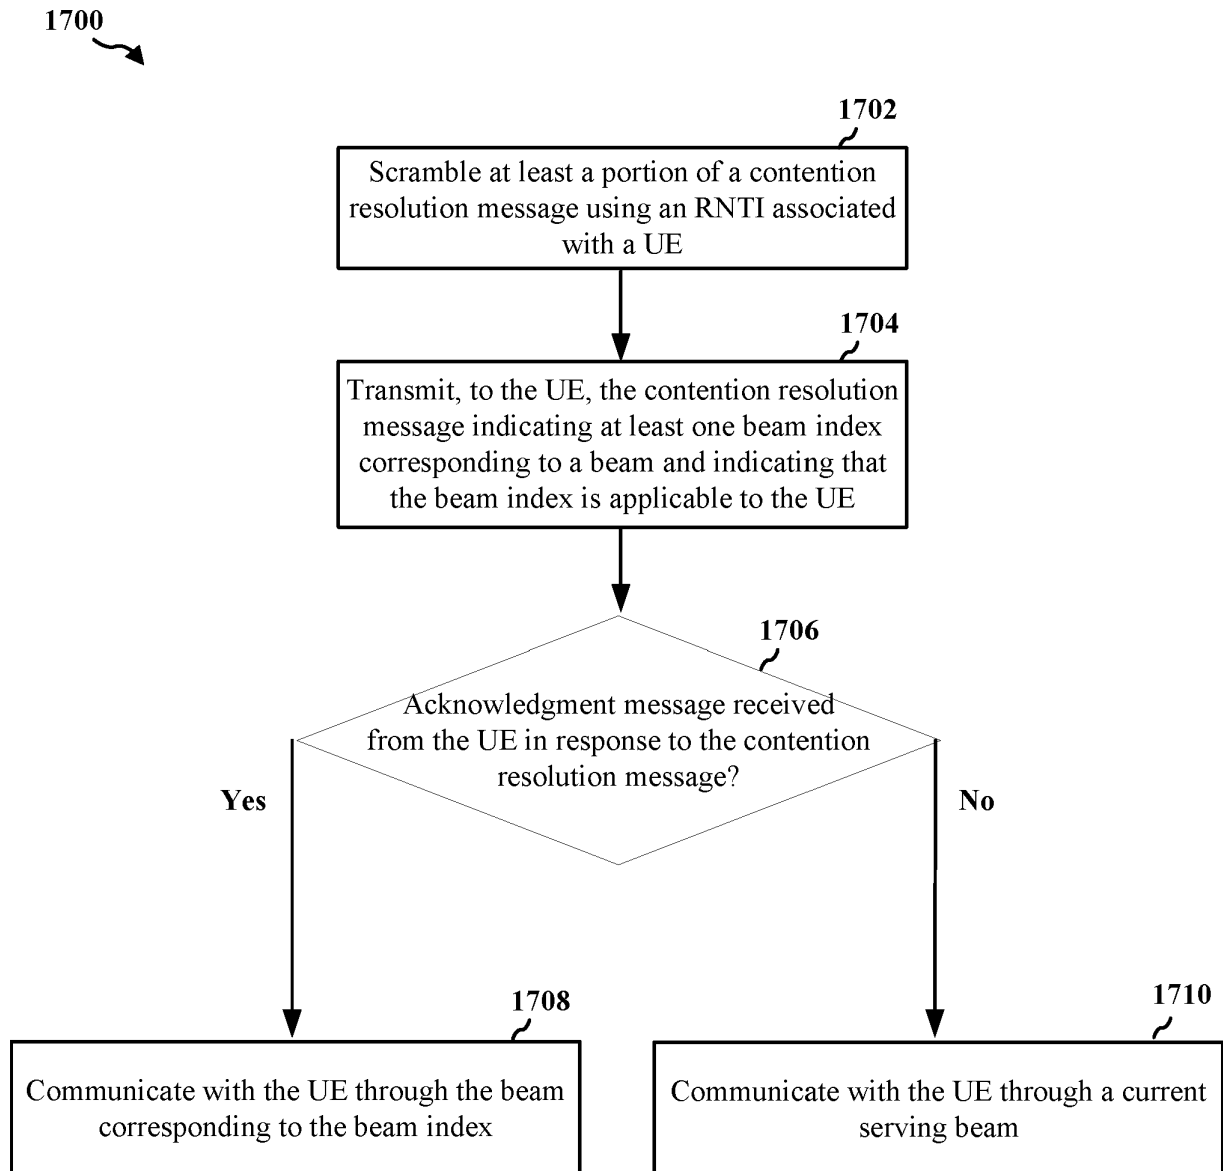 1700
1702
Scramble at least a portion of a contention
resolution message using an RNTI associated
with a UE
1704
Transmit, to the UE, the contention resolution
message indicating at least one beam index
corresponding to a beam and indicating that
the beam index is applicable to the UE
1706
Acknowledgment message received
from the UE in response to the contention
resolution message?
Yes
No
1708
Communicate with the UE through the beam
corresponding to the beam index
1710
Communicate with the UE through a current
serving beam